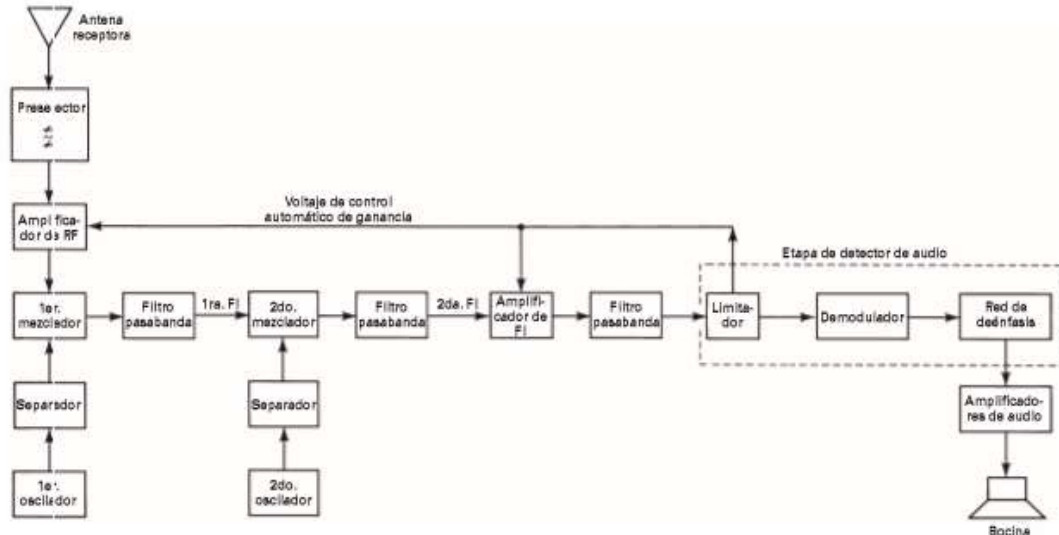 Antena
receptora
Preselector
Voltaje de control
automático de ganancia
Amplifica-
dor de RF
Etapa de detector de audio
1er.
mezclador
Filtro
pasabanda
1ra. FI
2do.
mezclador
Filtro
pasabanda
2da. FI
Amplifi-
cador de
FI
Filtro
pasabanda
Limita-
dor
Demodulador
Red de
deénfasis
Separador
Separador
Amplificado-
res de audio
1er.
oscilador
2do.
oscilador
Bocina